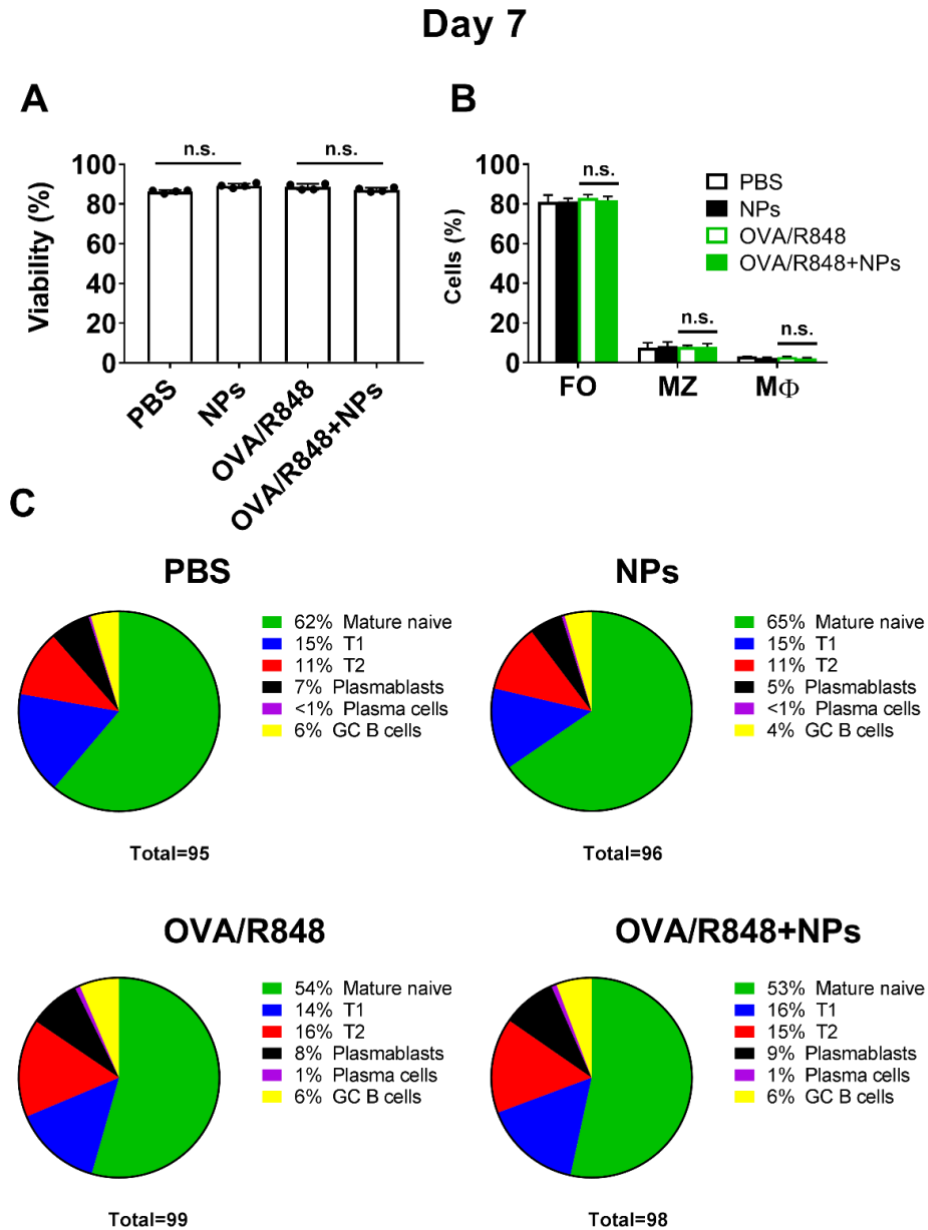 Day 7
A
Viability (%)
100
80
60
40
20
0
n.s.
n.s.
PBS
NPs
OVA/R848
OVA/R848+NPs
B
Cells (%)
100
80
60
40
20
0
n.s.
n.s.
n.s.
FO
MZ
MΦ
PBS
NPs
OVA/R848
OVA/R848+NPs
C
PBS
62% Mature naive
15% T1
11% T2
7% Plasmablasts
<1% Plasma cells
6% GC B cells
Total=95
NPs
65% Mature naive
15% T1
11% T2
5% Plasmablasts
<1% Plasma cells
4% GC B cells
Total=96
OVA/R848
54% Mature naive
14% T1
16% T2
8% Plasmablasts
1% Plasma cells
6% GC B cells
Total=99
OVA/R848+NPs
53% Mature naive
16% T1
15% T2
9% Plasmablasts
1% Plasma cells
6% GC B cells
Total=98